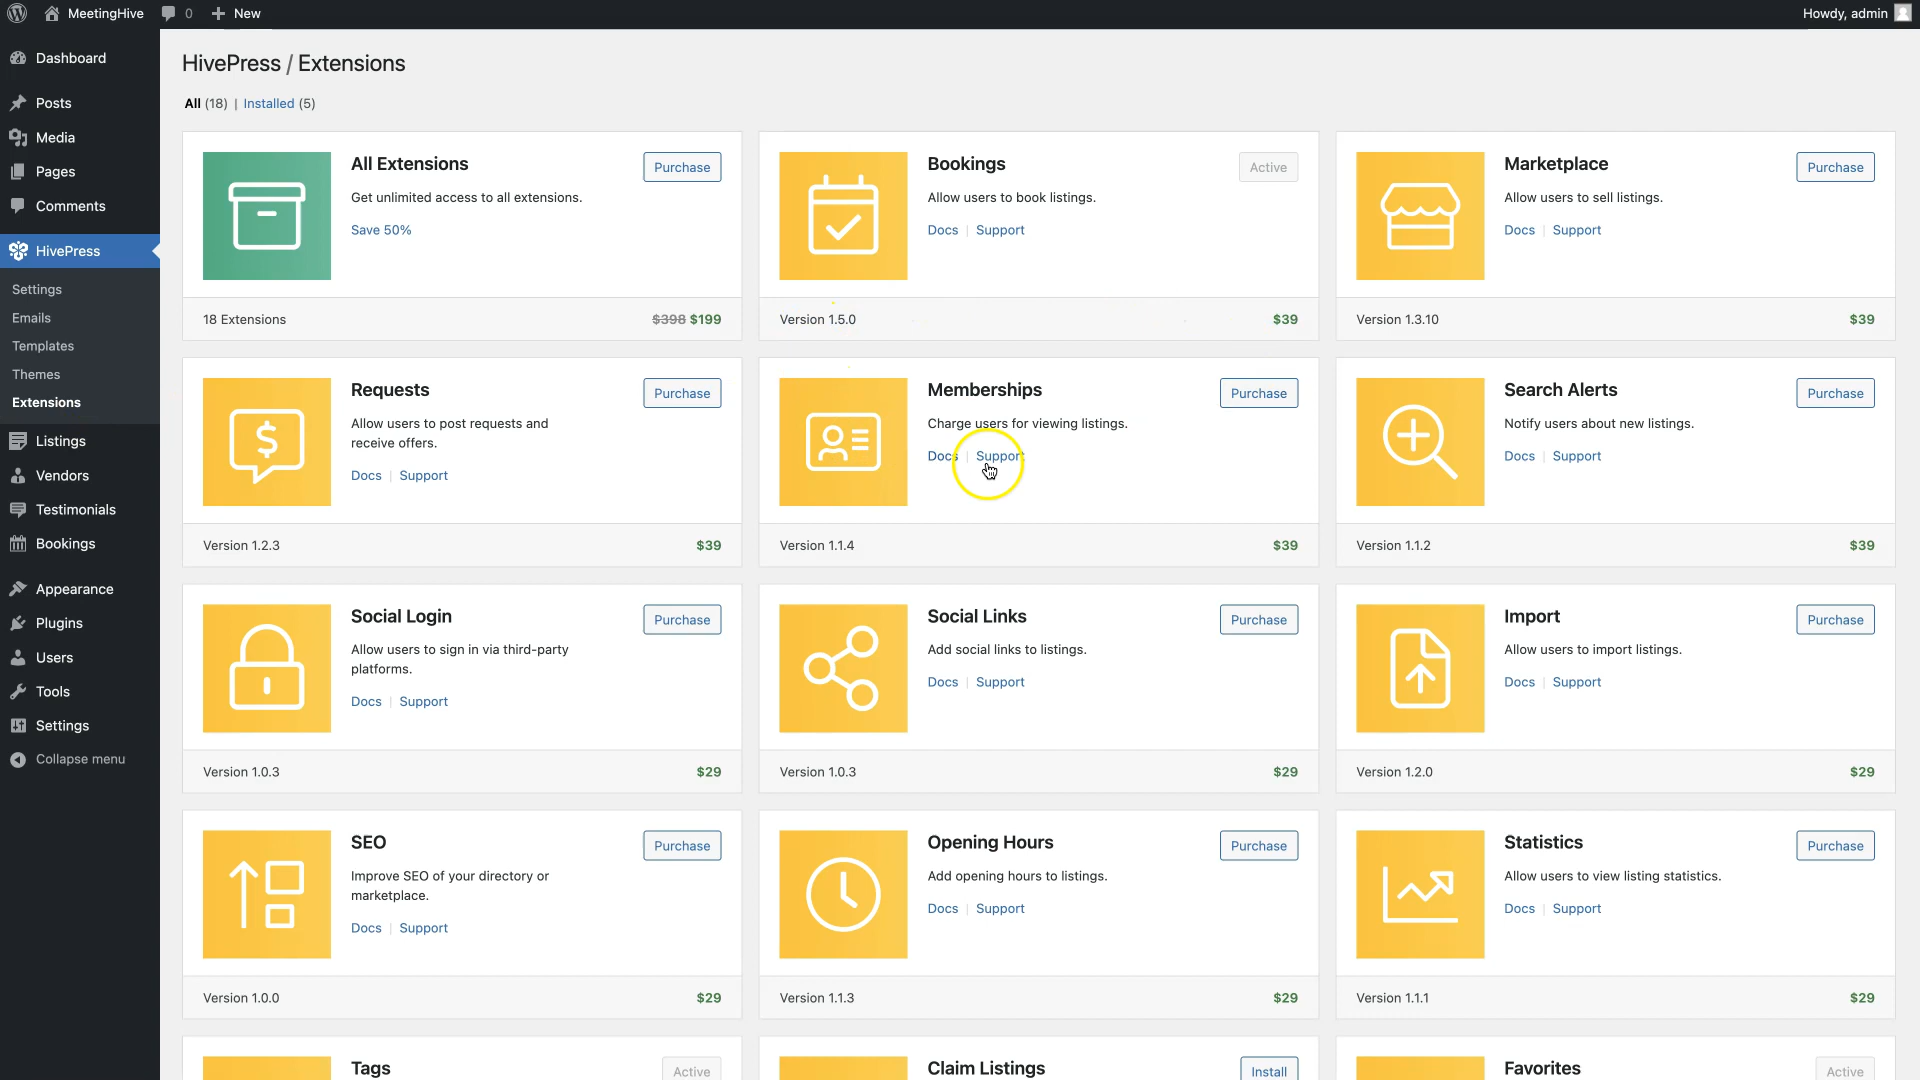 MeetingHive 0 New Howdy, admin
Dashboard
Posts
Media
Pages
Comments
HivePress
Settings
Emails
Templates
Themes
Extensions
Listings
Vendors
Testimonials
Bookings
Appearance
Plugins
Users
Tools
Settings
Collapse menu
HivePress / Extensions
All (18) | Installed (5)
All Extensions
Purchase
Get unlimited access to all extensions.
Save 50%
18 Extensions
$398 $199
Bookings
Active
Allow users to book listings.
Docs | Support
Version 1.5.0
$39
Marketplace
Purchase
Allow users to sell listings.
Docs | Support
Version 1.3.10
$39
Requests
Purchase
Allow users to post requests and
receive offers.
Docs | Support
Version 1.2.3
$39
Memberships
Purchase
Charge users for viewing listings.
Docs | Support
Version 1.1.4
$39
Search Alerts
Purchase
Notify users about new listings.
Docs | Support
Version 1.1.2
$39
Social Login
Purchase
Allow users to sign in via third-party
platforms.
Docs | Support
Version 1.0.3
$29
Social Links
Purchase
Add social links to listings.
Docs | Support
Version 1.0.3
$29
Import
Purchase
Allow users to import listings.
Docs | Support
Version 1.2.0
$29
SEO
Purchase
Improve SEO of your directory or
marketplace.
Docs | Support
Version 1.0.0
$29
Opening Hours
Purchase
Add opening hours to listings.
Docs | Support
Version 1.1.3
$29
Statistics
Purchase
Allow users to view listing statistics.
Docs | Support
Version 1.1.1
$29
Tags
Active
Claim Listings
Install
Favorites
Active